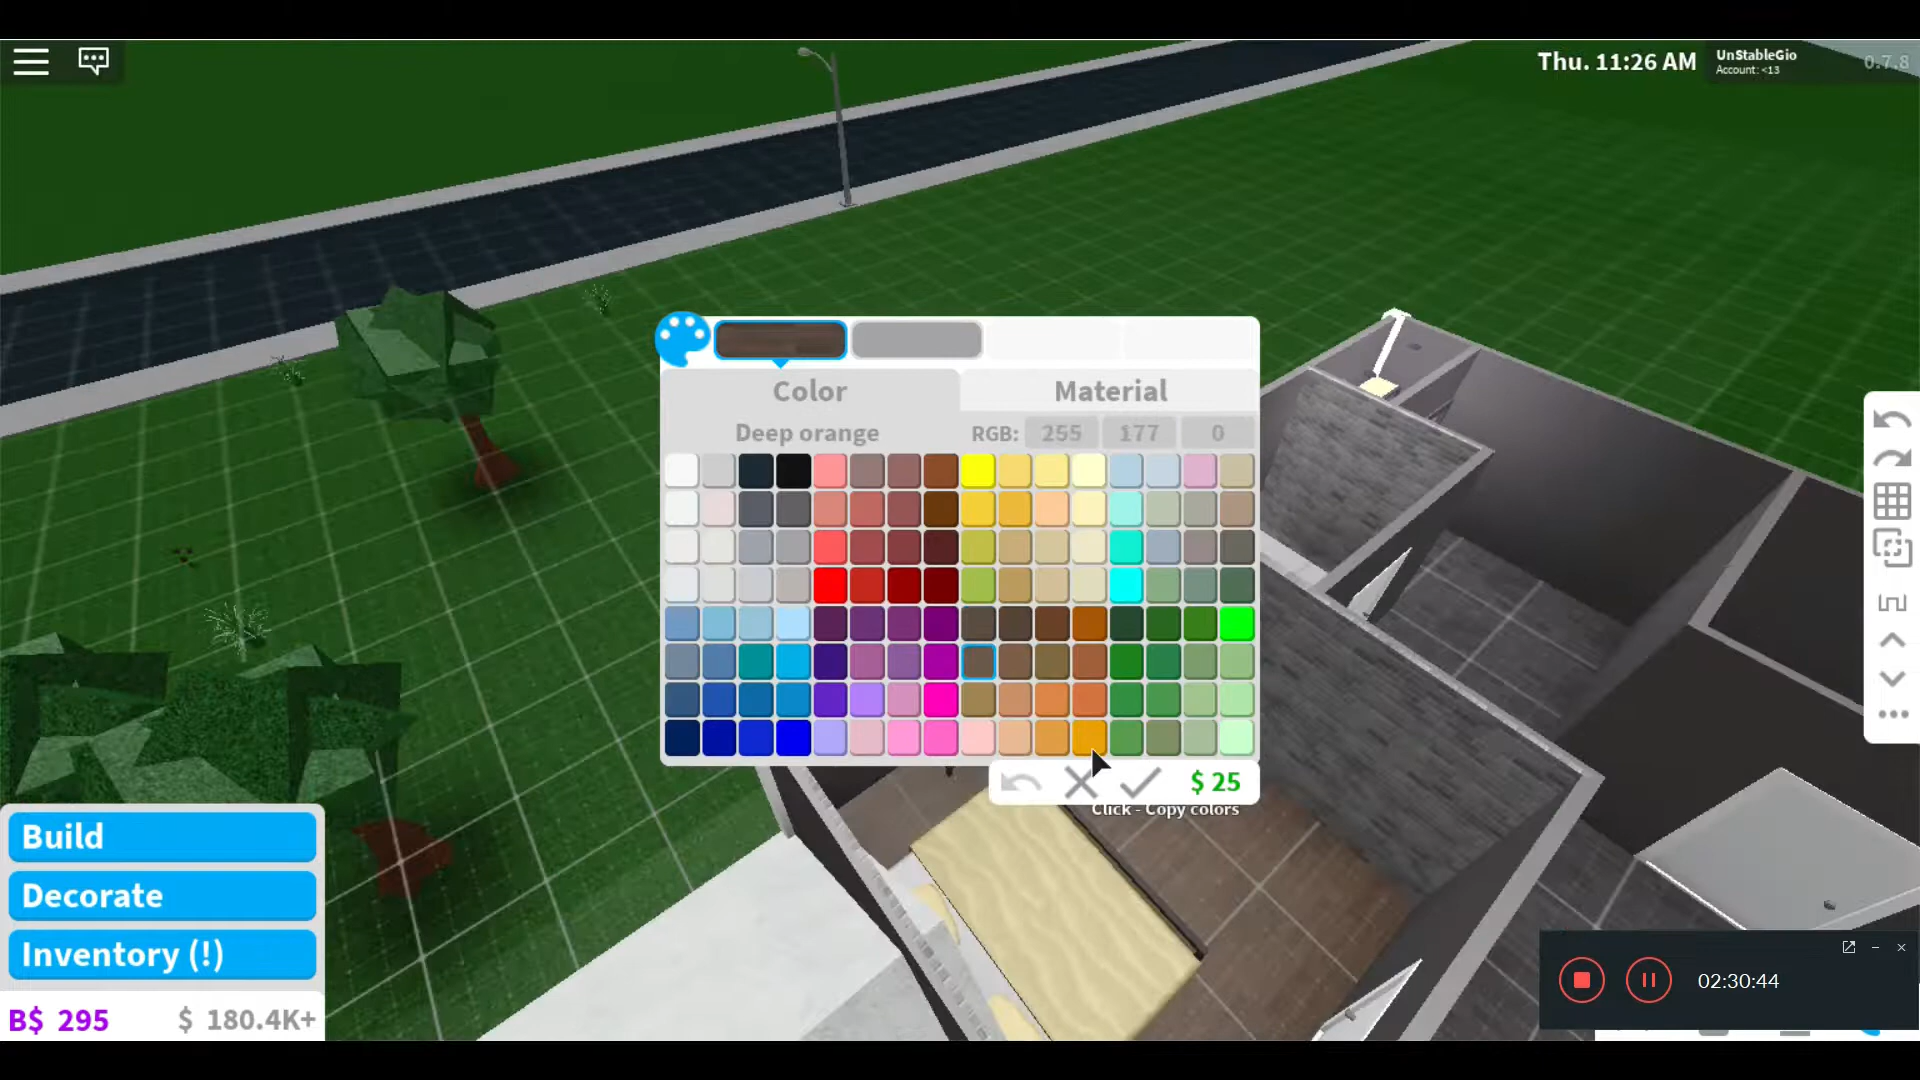 Thu. 11:26 AM
UnStableGio
Account: <13
0.7.8
Color
Material
Deep orange
RGB: 255 177 0
$ 25
Click - Copy colors
Build
Decorate
Inventory (!)
B$ 295
$ 180.4K+
02:30:44